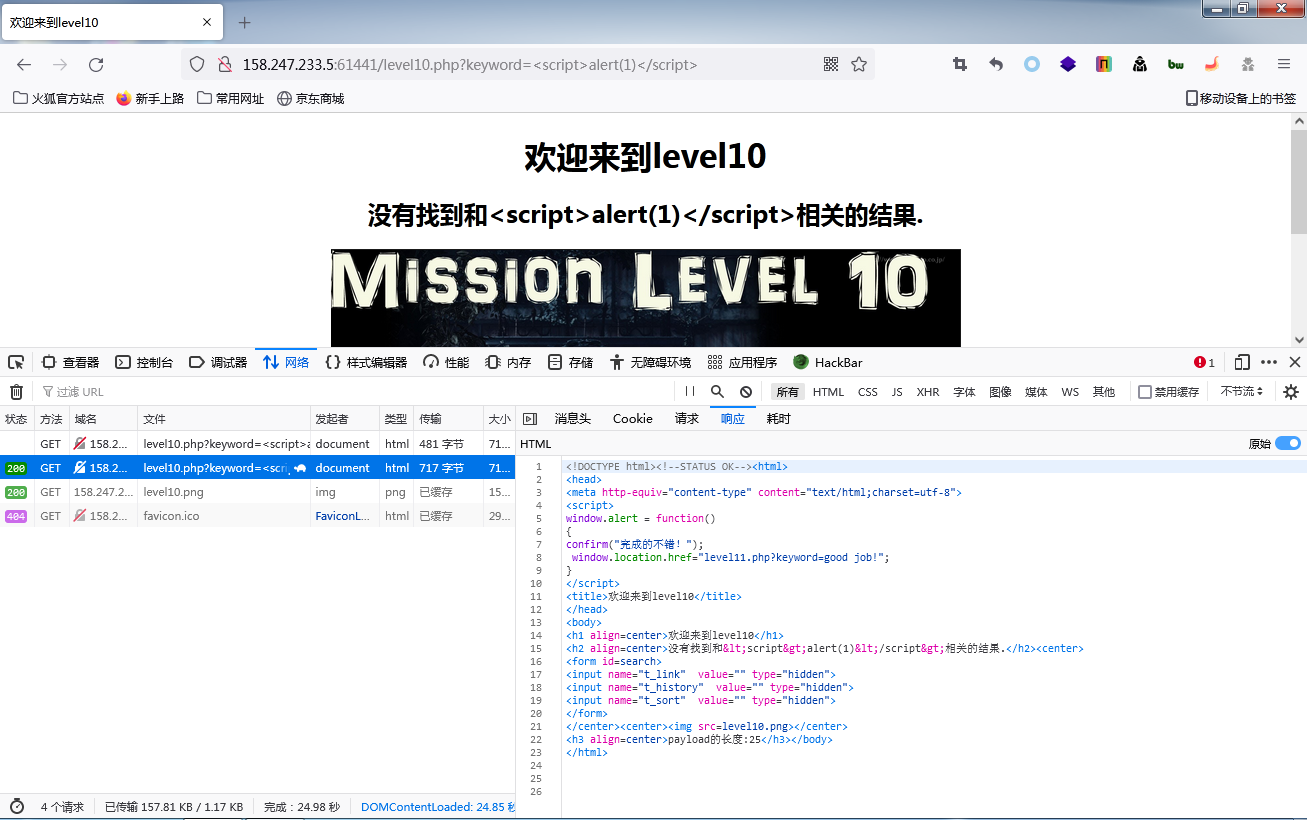 欢迎来到level10
158.247.233.5:61441/level10.php?keyword=<script>alert(1)</script>
火狐官方站点 新手上路 常用网址 京东商城 移动设备上的书签
欢迎来到level10
没有找到和<script>alert(1)</script>相关的结果.
Mission Level 10
查看器 控制台 调试器 网络 样式编辑器 性能 内存 存储 无障碍环境 应用程序 HackBar 1
过滤 URL 所有 HTML CSS JS XHR 字体 图像 媒体 WS 其他 禁用缓存 不节流
状态 方法 域名 文件 发起者 类型 传输 大小 消息头 Cookie 请求 响应 耗时
GET 158.2... level10.php?keyword=<script>a document html 481 字节 71...
200 GET 158.2... level10.php?keyword=<scri document html 717 字节 71...
200 GET 158.247.2... level10.png img png 已缓存 15...
404 GET 158.2... favicon.ico FaviconL... html 已缓存 29...
HTML 原始
1 <!DOCTYPE html><!--STATUS OK--><html>
2 <head>
3 <meta http-equiv="content-type" content="text/html;charset=utf-8">
4 <script>
5 window.alert = function()
6 {
7 confirm("完成的不错！");
8 window.location.href="level11.php?keyword=good job!";
9 }
10 </script>
11 <title>欢迎来到level10</title>
12 </head>
13 <body>
14 <h1 align=center>欢迎来到level10</h1>
15 <h2 align=center>没有找到和&lt;script&gt;alert(1)&lt;/script&gt;相关的结果.</h2><center>
16 <form id=search>
17 <input name="t_link" value="" type="hidden">
18 <input name="t_history" value="" type="hidden">
19 <input name="t_sort" value="" type="hidden">
20 </form>
21 </center><center><img src=level10.png></center>
22 <h3 align=center>payload的长度:25</h3></body>
23 </html>
24
25
26
4 个请求 已传输 157.81 KB / 1.17 KB 完成：24.98 秒 DOMContentLoaded: 24.85 秒